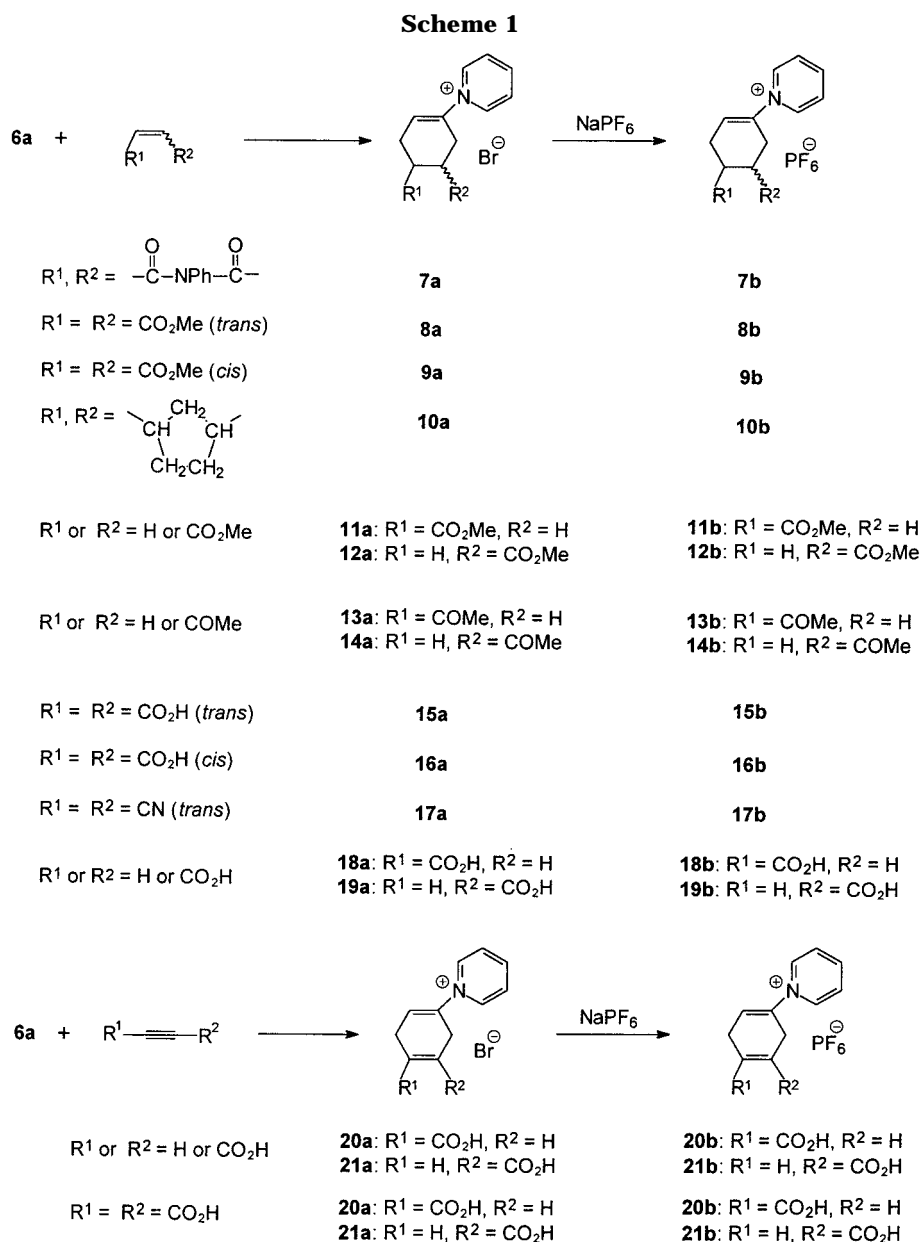 Scheme 1
6a + R¹ R² N⊕ Br⊖ NaPF₆ N⊕ PF₆⊖
R¹ R² R¹ R²
R¹, R² = –C(O)–NPh–C(O)– 7a 7b
R¹ = R² = CO₂Me (trans) 8a 8b
R¹ = R² = CO₂Me (cis) 9a 9b
R¹, R² = CH CH₂ CH CH₂CH₂ 10a 10b
R¹ or R² = H or CO₂Me 11a: R¹ = CO₂Me, R² = H 11b: R¹ = CO₂Me, R² = H
12a: R¹ = H, R² = CO₂Me 12b: R¹ = H, R² = CO₂Me
R¹ or R² = H or COMe 13a: R¹ = COMe, R² = H 13b: R¹ = COMe, R² = H
14a: R¹ = H, R² = COMe 14b: R¹ = H, R² = COMe
R¹ = R² = CO₂H (trans) 15a 15b
R¹ = R² = CO₂H (cis) 16a 16b
R¹ = R² = CN (trans) 17a 17b
R¹ or R² = H or CO₂H 18a: R¹ = CO₂H, R² = H 18b: R¹ = CO₂H, R² = H
19a: R¹ = H, R² = CO₂H 19b: R¹ = H, R² = CO₂H
6a + R¹ R² N⊕ Br⊖ NaPF₆ N⊕ PF₆⊖
R¹ R² R¹ R²
R¹ or R² = H or CO₂H 20a: R¹ = CO₂H, R² = H 20b: R¹ = CO₂H, R² = H
21a: R¹ = H, R² = CO₂H 21b: R¹ = H, R² = CO₂H
R¹ = R² = CO₂H 20a: R¹ = CO₂H, R² = H 20b: R¹ = CO₂H, R² = H
21a: R¹ = H, R² = CO₂H 21b: R¹ = H, R² = CO₂H